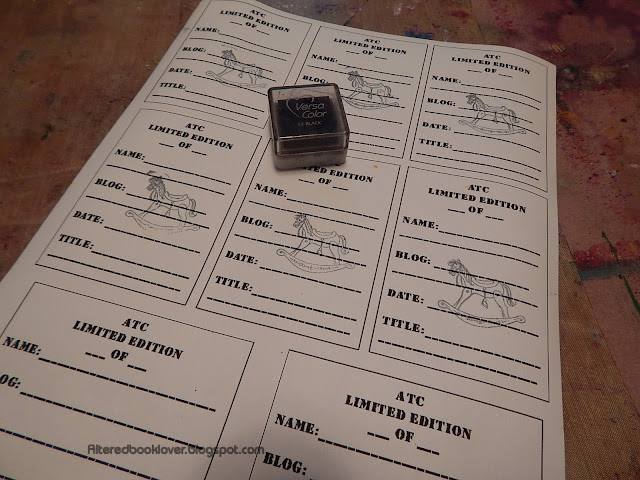 ATC
LIMITED EDITION
___ OF ___
NAME:
BLOG:
DATE:
TITLE:
ATC
LIMITED EDITION
___ OF ___
NAME:
BLOG:
ATC
LIMITED EDITION
___ OF ___
NAME:
BLOG:
DATE:
TITLE:
Versa
Color
ATC
LIMITED EDITION
___ OF ___
NAME:
BLOG:
DATE:
TITLE:
LIMITED EDITION
___ OF ___
NAME:
BLOG:
DATE:
TITLE:
ATC
LIMITED EDITION
___ OF ___
NAME:
BLOG:
DATE:
TITLE:
ATC
LIMITED EDITION
___ OF ___
NAME:
LOG:
ATC
LIMITED EDITION
___ OF ___
NAME:
BLOG:
Alteredbooklover.blogspot.com